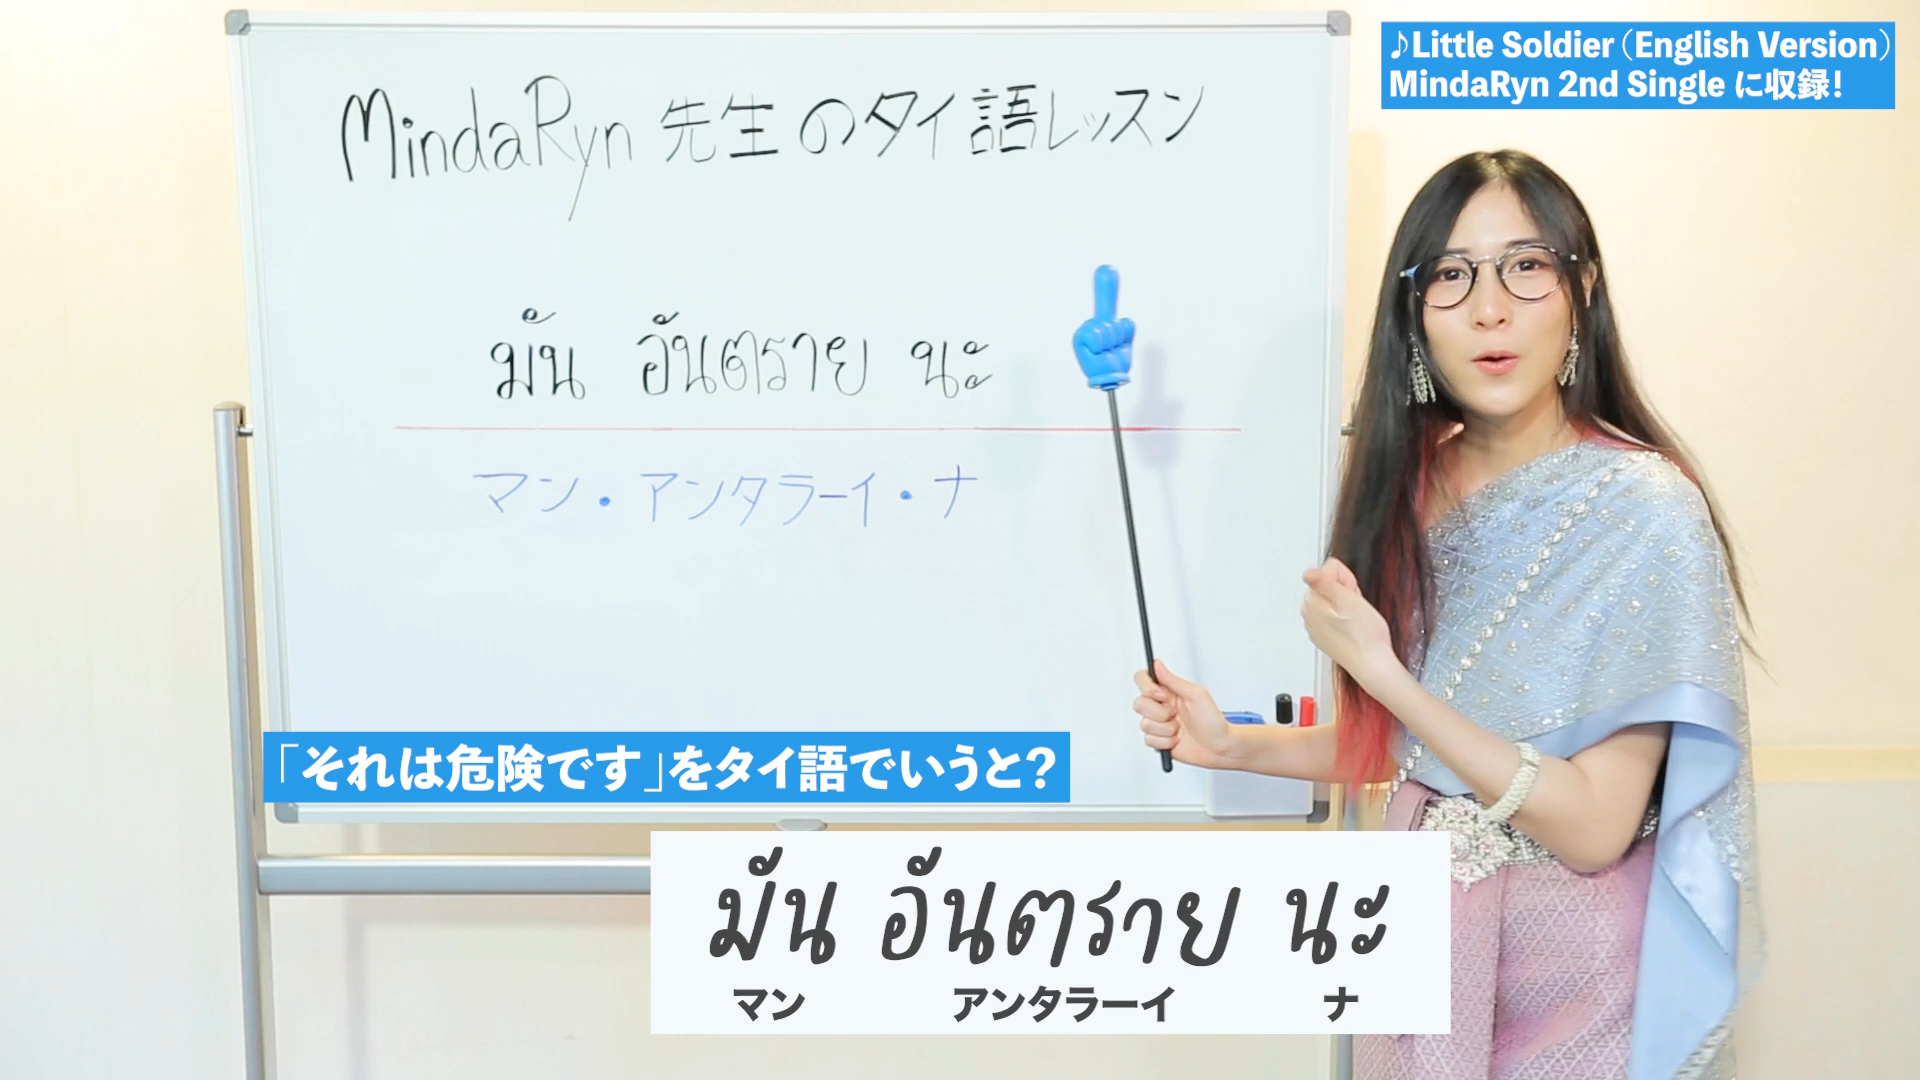 ♪Little Soldier（English Version）
MindaRyn 2nd Single に収録！
MindaRyn 先生のタイ語レッスン
มัน อันตราย นะ
マン・アンタラーイ・ナ
「それは危険です」をタイ語でいうと？
มัน อันตราย นะ
マン アンタラーイ ナ